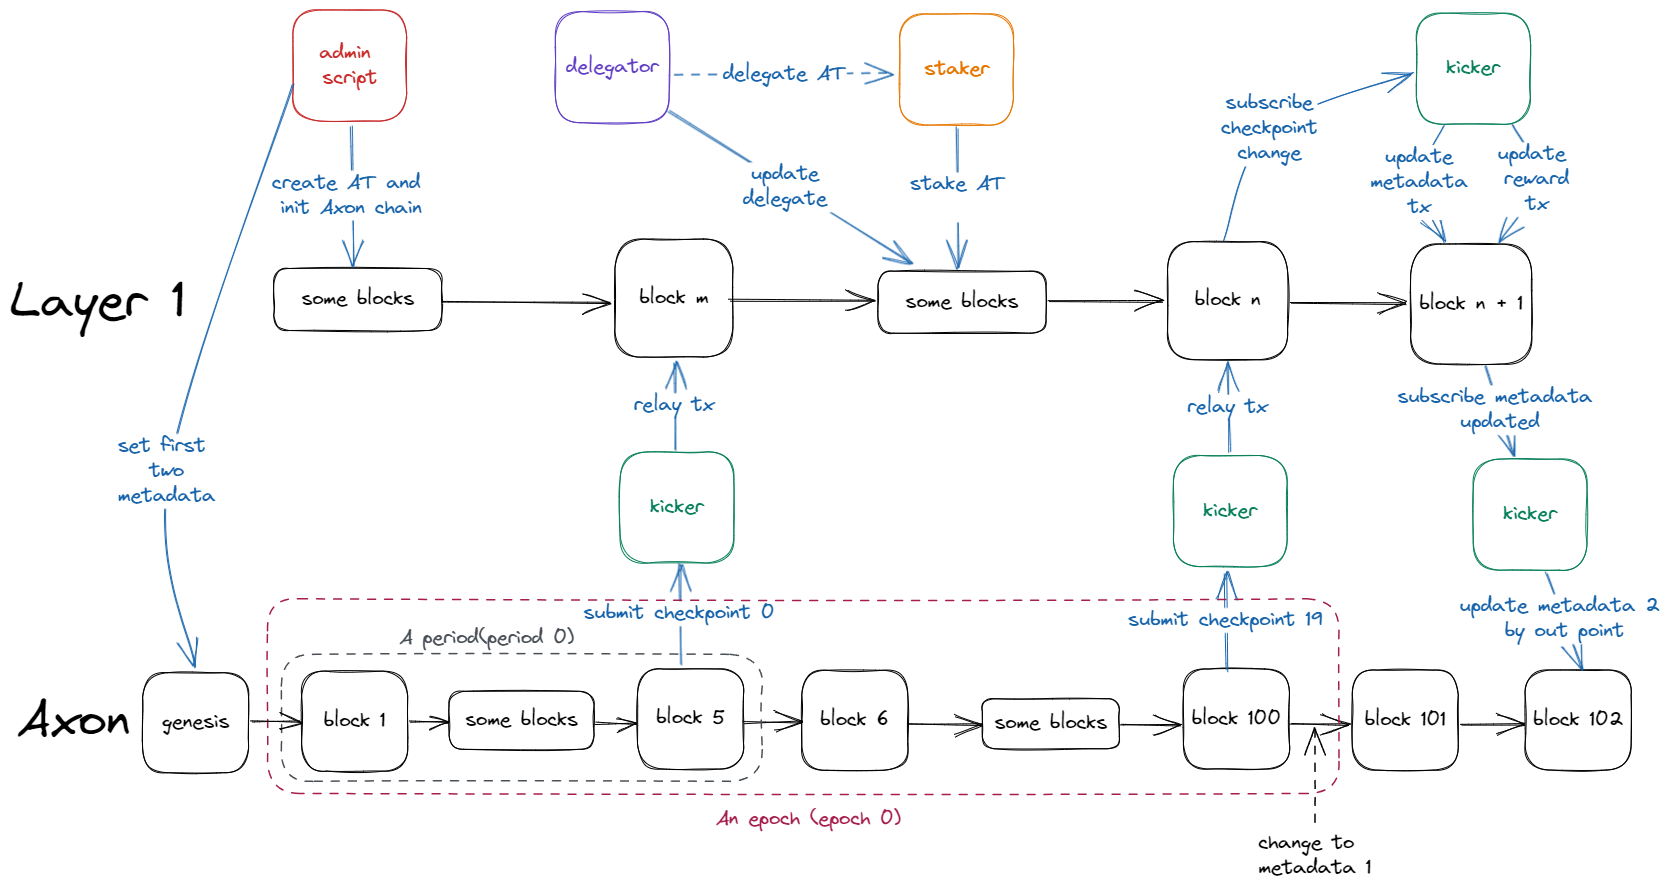 admin
script
delegator
delegate AT
staker
kicker
subscribe
checkpoint
change
update
metadata
tx
update
reward
tx
create AT and
init Axon chain
update
delegate
stake AT
Layer 1
some blocks
block m
some blocks
block n
block n + 1
relay tx
relay tx
subscribe metadata
updated
set first
two
metadata
kicker
kicker
kicker
submit checkpoint 0
submit checkpoint 19
update metadata 2
by out point
A period(period 0)
Axon
genesis
block 1
some blocks
block 5
block 6
some blocks
block 100
block 101
block 102
An epoch (epoch 0)
change to
metadata 1